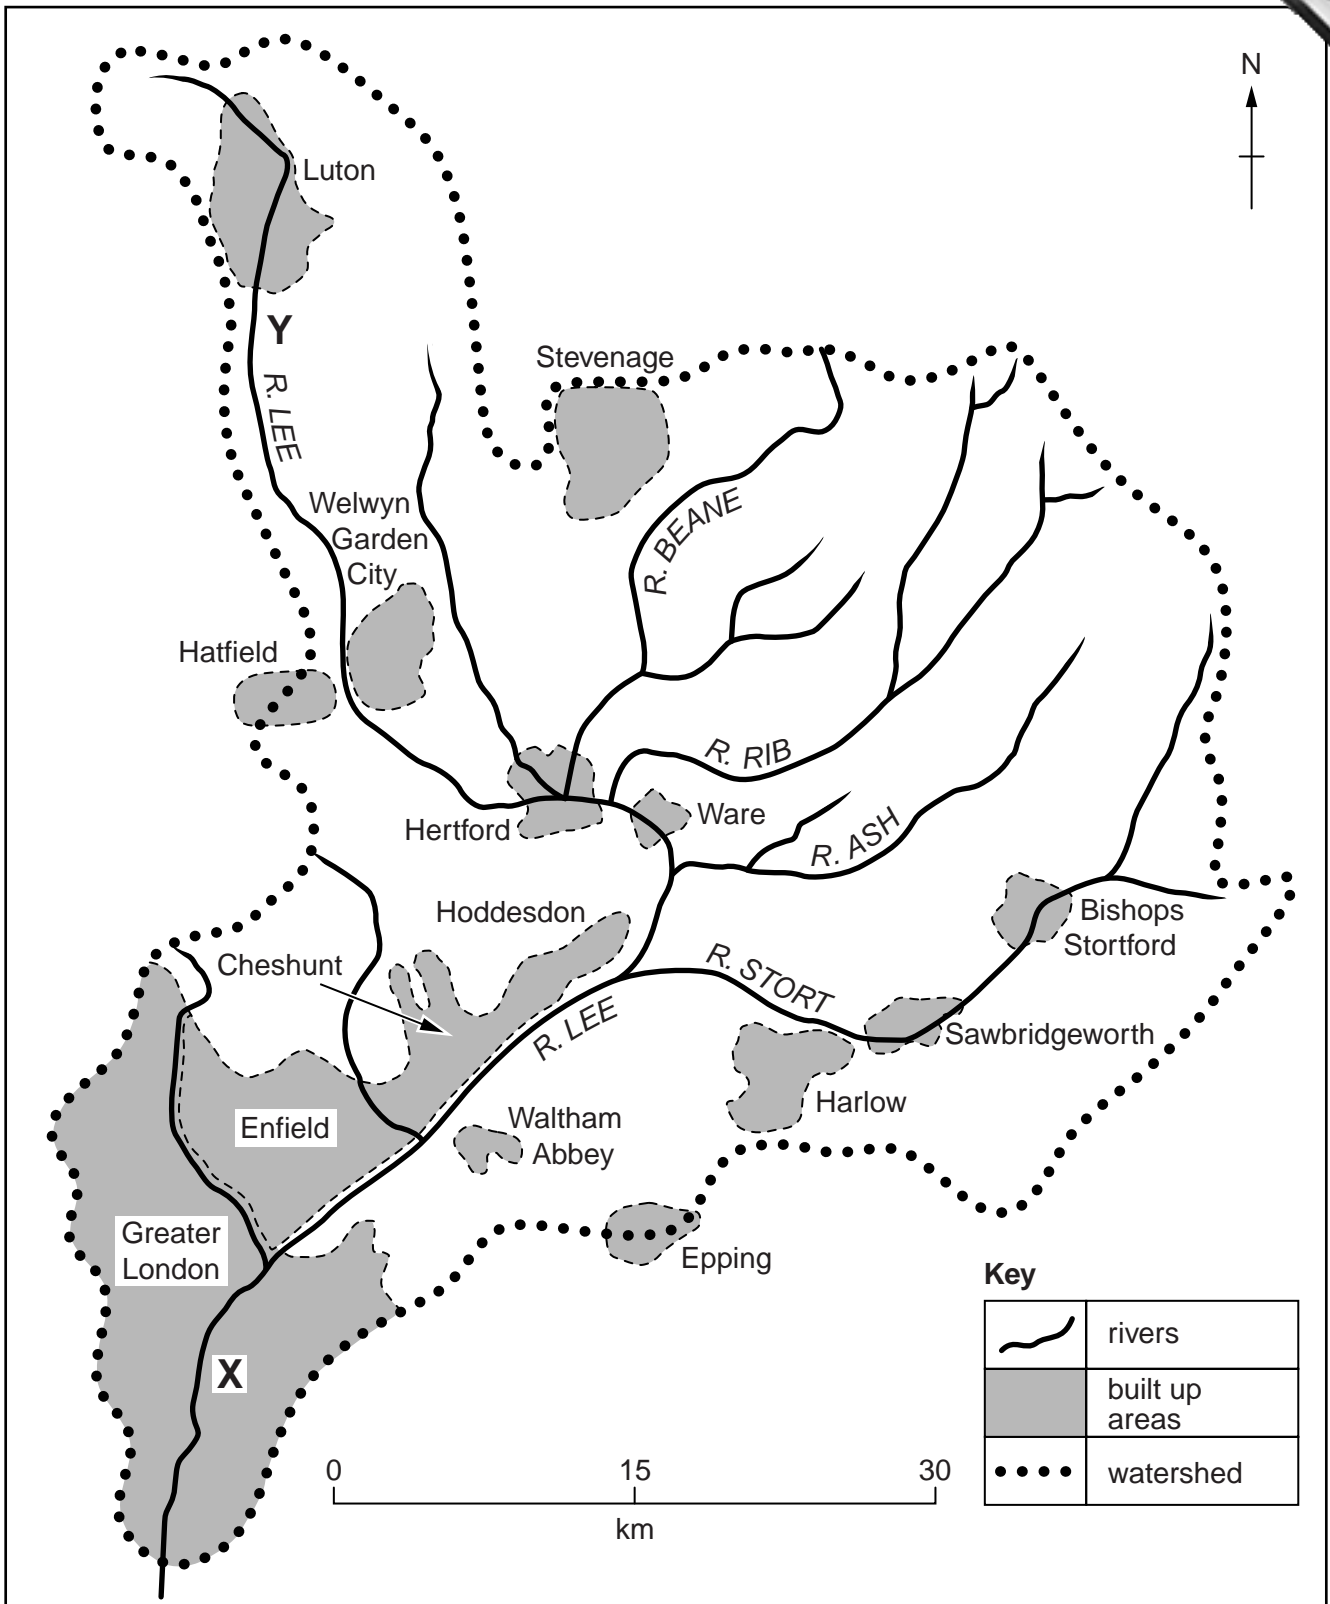 N
Luton
Y
R. LEE
Stevenage
Welwyn
Garden
City
R. BEANE
Hatfield
R. RIB
Hertford
Ware
R. ASH
Hoddesdon
Bishops
Stortford
Cheshunt
R. STORT
R. LEE
Sawbridgeworth
Enfield
Waltham
Abbey
Harlow
Greater
London
Epping
X
Key
rivers
built up
areas
watershed
0 15 30
km